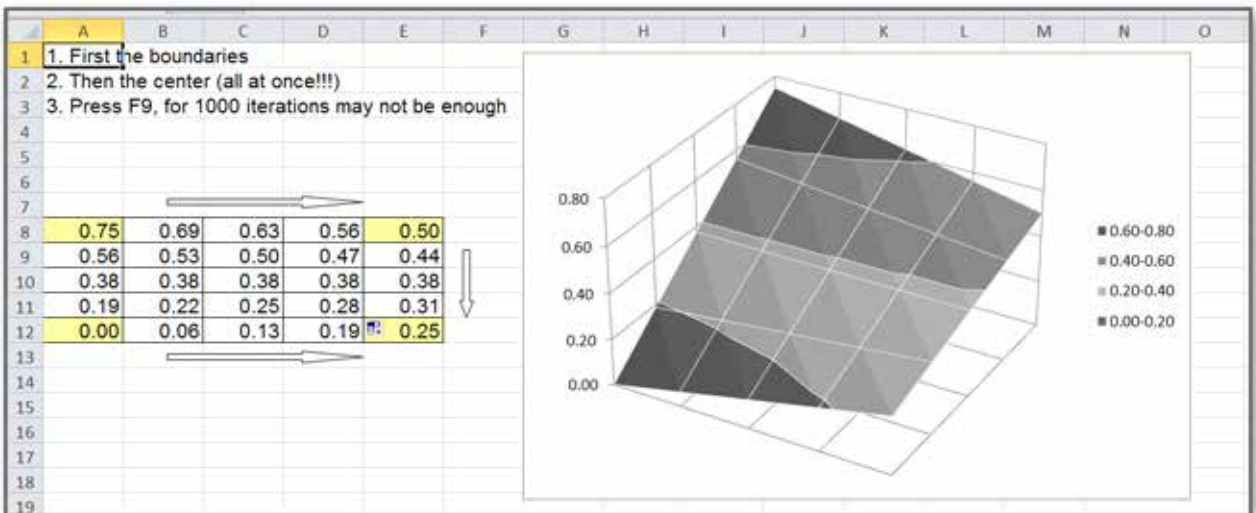 A B C D E F G H I J K L M N O
1 1. First the boundaries
2 2. Then the center (all at once!!!)
3 3. Press F9, for 1000 iterations may not be enough
4
5
6
7
8 0.75 0.69 0.63 0.56 0.50
9 0.56 0.53 0.50 0.47 0.44
10 0.38 0.38 0.38 0.38 0.38
11 0.19 0.22 0.25 0.28 0.31
12 0.00 0.06 0.13 0.19 0.25
13
14
15
16
17
18
19
0.80
0.60
0.40
0.20
0.00
0.60-0.80
0.40-0.60
0.20-0.40
0.00-0.20